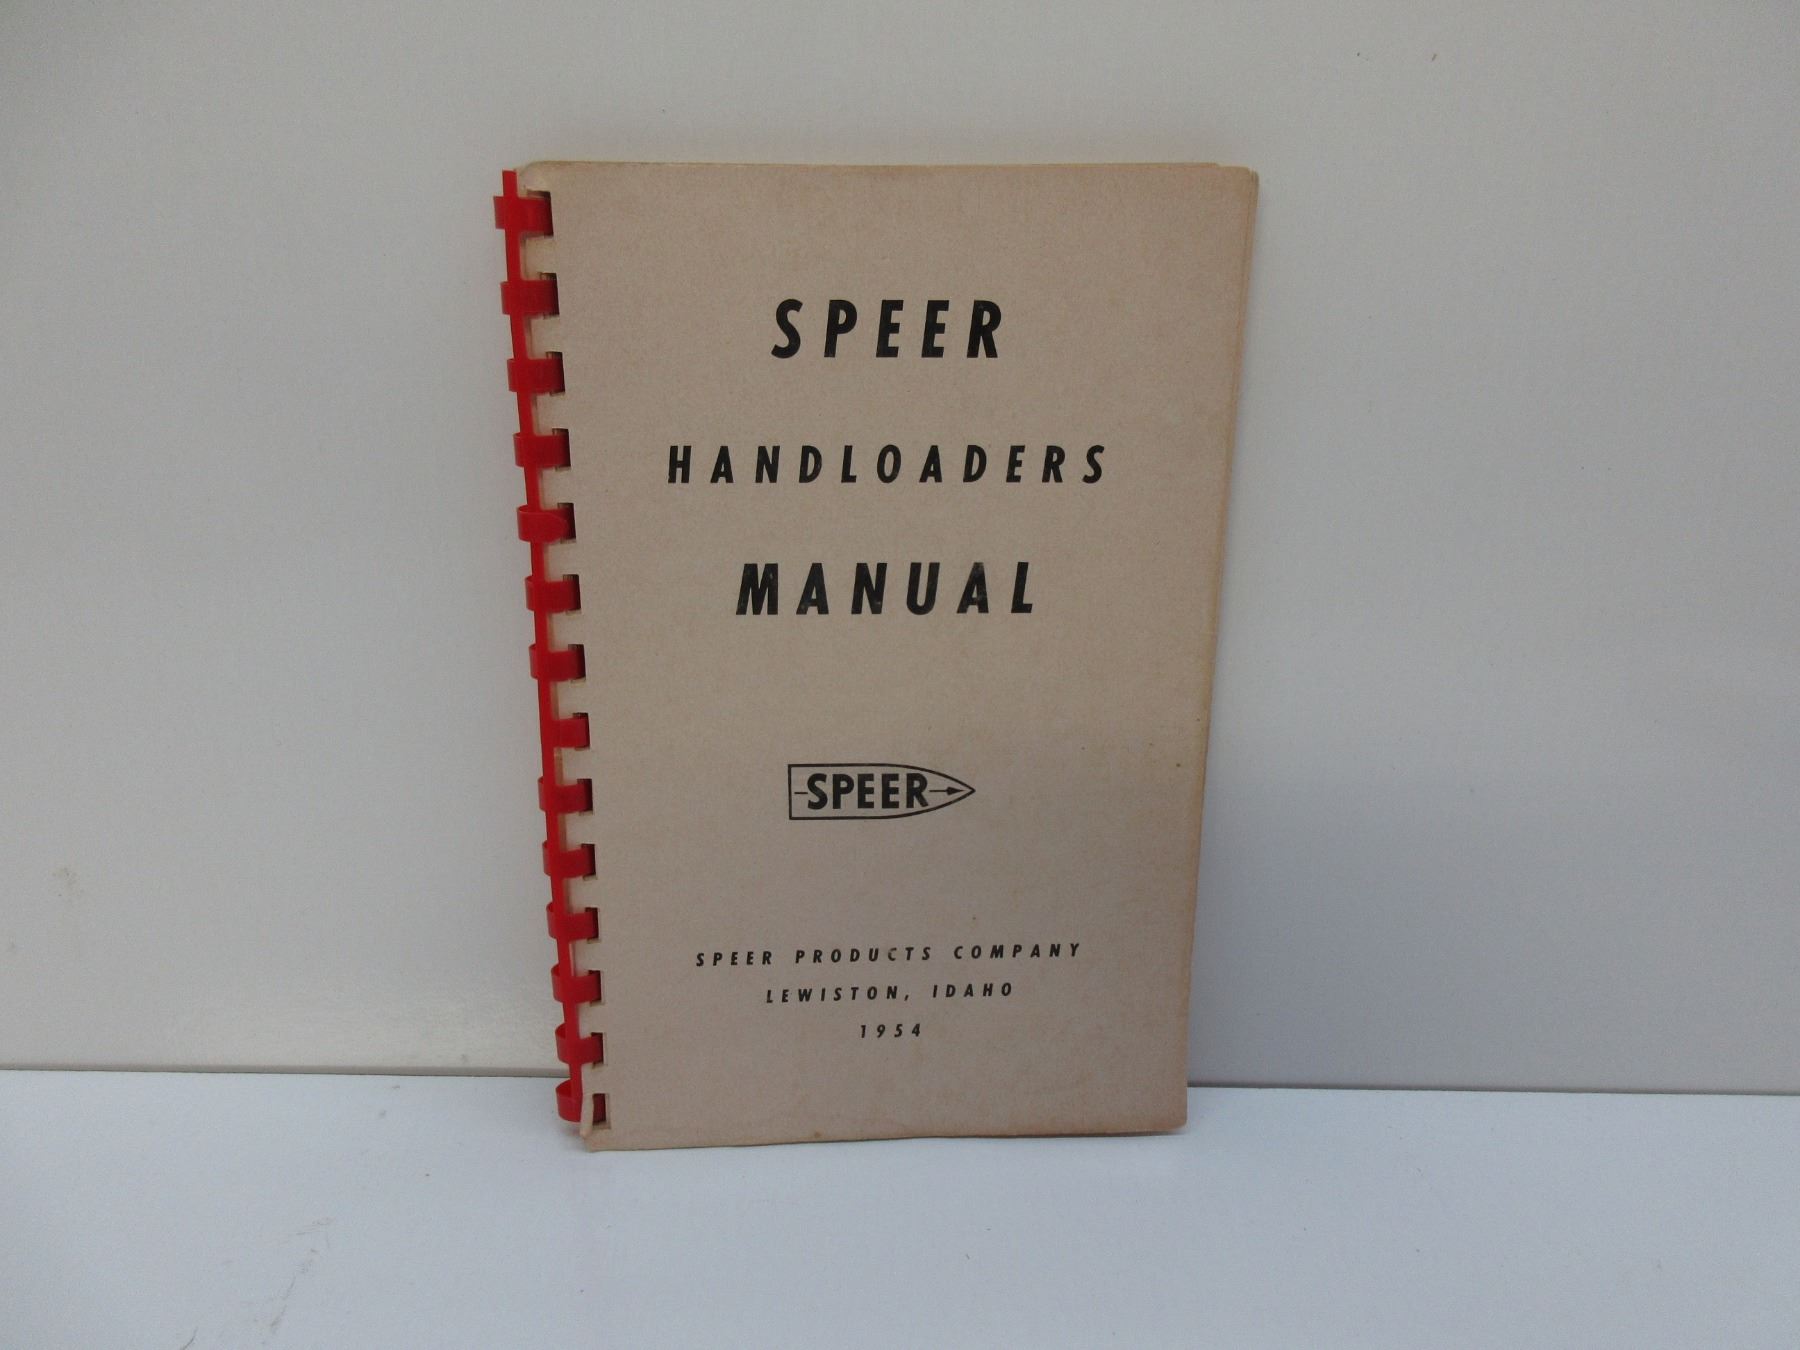 SPEER
HANDLOADERS
MANUAL
SPEER
SPEER PRODUCTS COMPANY
LEWISTON, IDAHO
1954